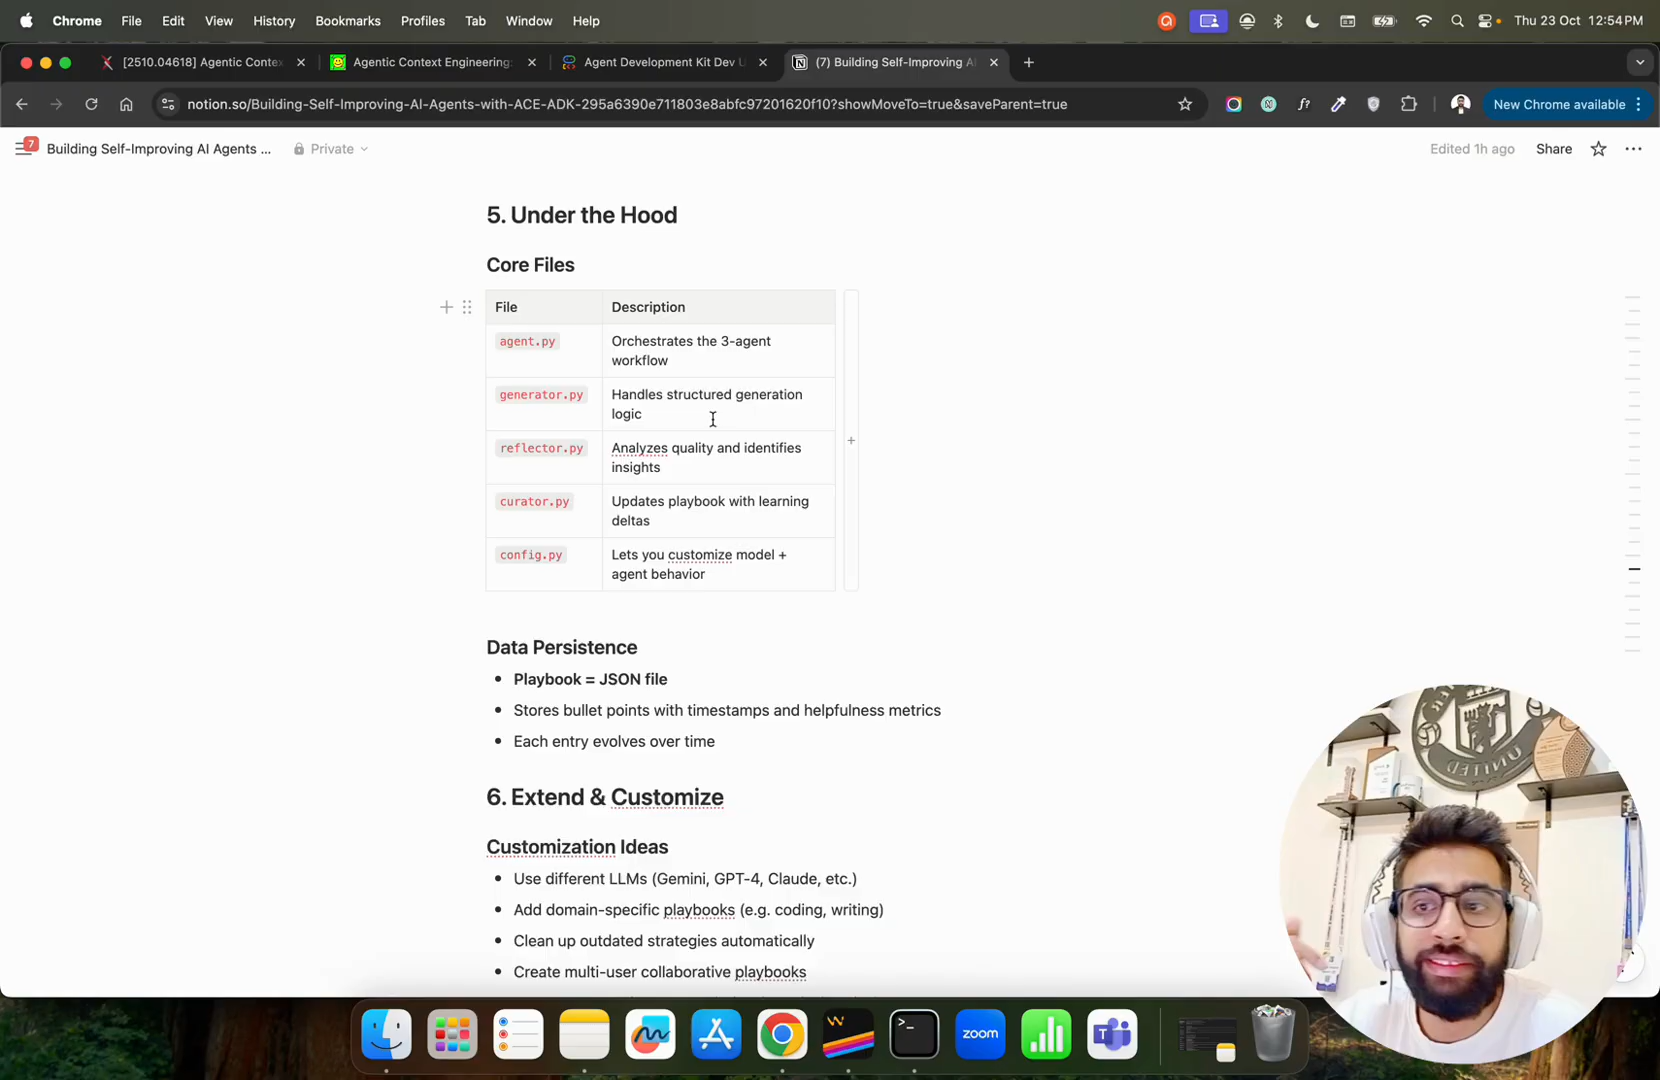 Chrome File Edit View History Bookmarks Profiles Tab Window Help Thu 23 Oct 12:54 PM
[2510.04618] Agentic Conte Agentic Context Engineering: Agent Development Kit Dev U (7) Building Self-Improving AI
notion.so/Building-Self-Improving-AI-Agents-with-ACE-ADK-295a6390e711803e8abfc97201620f10?showMoveTo=true&saveParent=true New Chrome available
7 Building Self-Improving AI Agents ... Private Edited 1h ago Share
5. Under the Hood
Core Files
File Description
agent.py Orchestrates the 3-agent
workflow
generator.py Handles structured generation
logic
reflector.py Analyzes quality and identifies
insights
curator.py Updates playbook with learning
deltas
config.py Lets you customize model +
agent behavior
Data Persistence
• Playbook = JSON file
• Stores bullet points with timestamps and helpfulness metrics
• Each entry evolves over time
6. Extend & Customize
Customization Ideas
• Use different LLMs (Gemini, GPT-4, Claude, etc.)
• Add domain-specific playbooks (e.g. coding, writing)
• Clean up outdated strategies automatically
• Create multi-user collaborative playbooks
UNITED
zoom